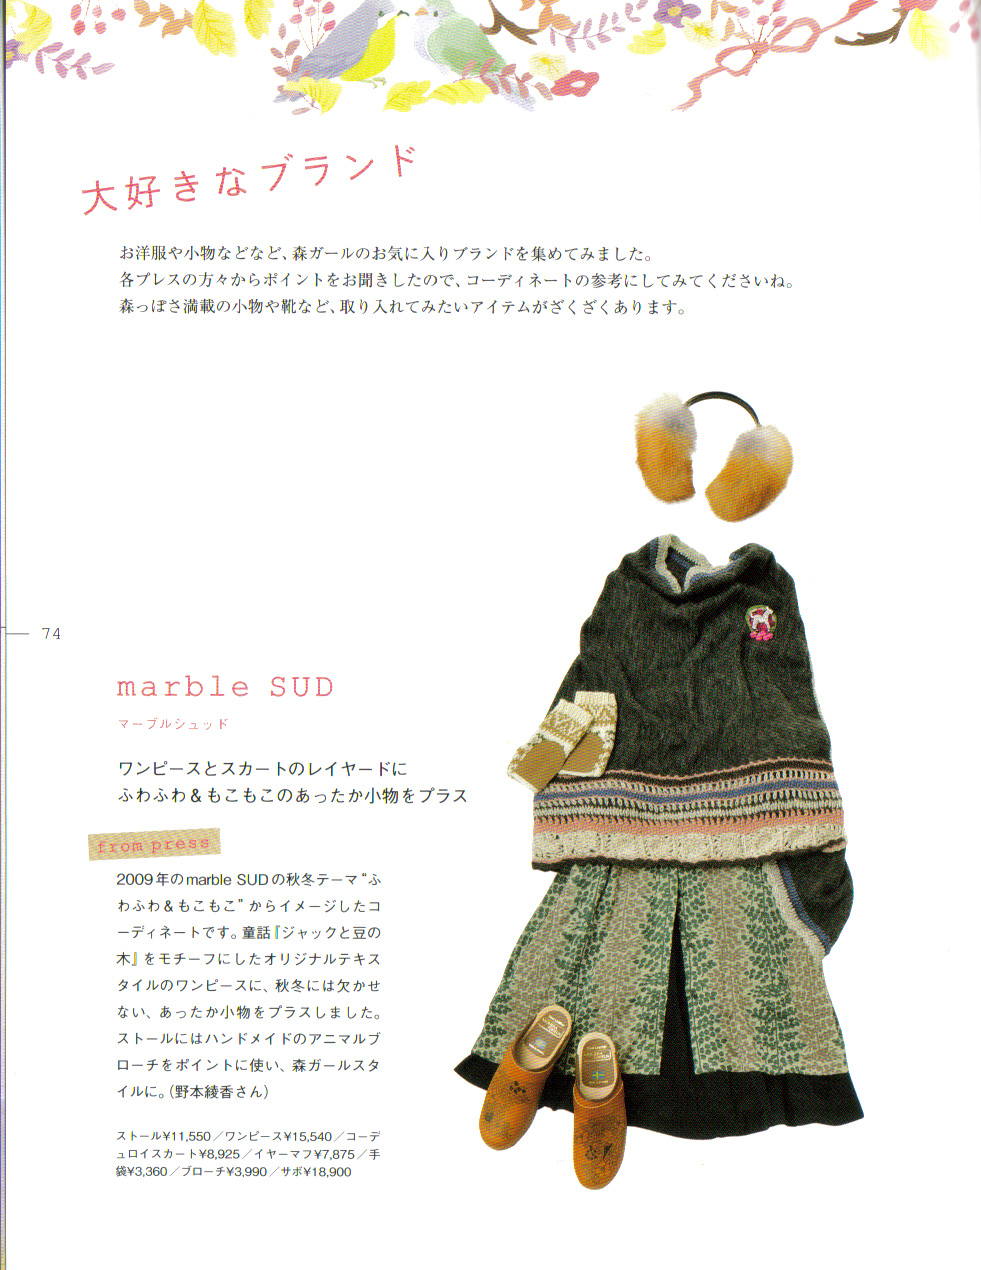 大好きなブランド
お洋服や小物などなど、森ガールのお気に入りブランドを集めてみました。
各プレスの方々からポイントをお聞きしたので、コーディネートの参考にしてみてくださいね。
森っぽさ満載の小物や靴など、取り入れてみたいアイテムがざくざくあります。
74
marble SUD
マーブルシュッド
ワンピースとスカートのレイヤードに
ふわふわ&もこもこのあったか小物をプラス
from press
2009年のmarble SUDの秋冬テーマ“ふ
わふわ&もこもこ”からイメージしたコ
ーディネートです。童話『ジャックと豆の
木』をモチーフにしたオリジナルテキス
タイルのワンピースに、秋冬には欠かせ
ない、あったか小物をプラスしました。
ストールにはハンドメイドのアニマルブ
ローチをポイントに使い、森ガールスタ
イルに。(野本綾香さん)
ストール¥11,550/ワンピース¥15,540/コーデ
ュロイスカート¥8,925/イヤーマフ¥7,875/手
袋¥3,360/ブローチ¥3,990/サボ¥18,900